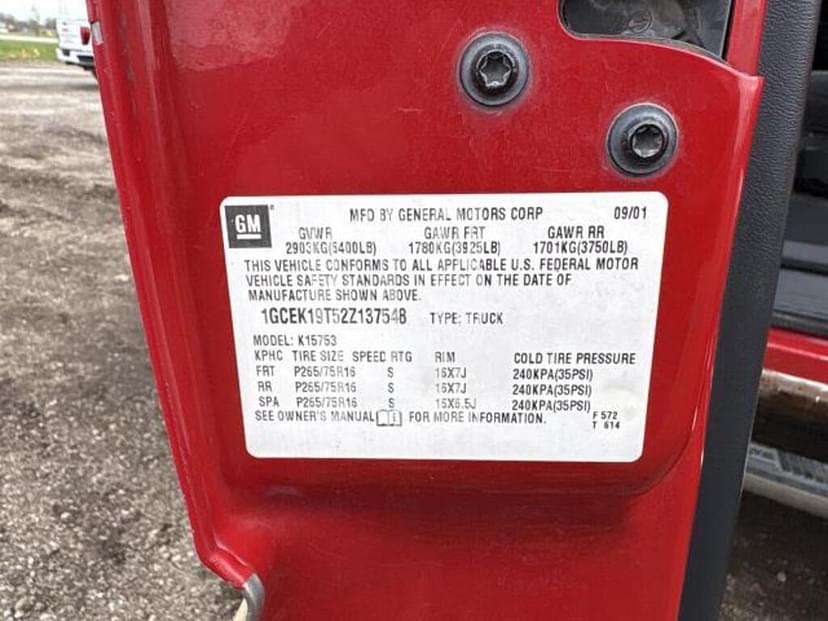 GM MFD BY GENERAL MOTORS CORP 09/01
GVWR GAWR FRT GAWR RR
2903KG(6400LB) 1780KG(3925LB) 1701KG(3750LB)
THIS VEHICLE CONFORMS TO ALL APPLICABLE U.S. FEDERAL MOTOR
VEHICLE SAFETY STANDARDS IN EFFECT ON THE DATE OF
MANUFACTURE SHOWN ABOVE.
1GCEK19T52Z137548 TYPE: TRUCK
MODEL: K15753
KPHC TIRE SIZE SPEED RTG RIM COLD TIRE PRESSURE
FRT P265/75R16 S 16X7J 240KPA(35PSI)
RR P265/75R16 S 16X7J 240KPA(35PSI)
SPA P265/75R16 S 16X6.5J 240KPA(35PSI)
SEE OWNER'S MANUAL FOR MORE INFORMATION. F 572
T 614